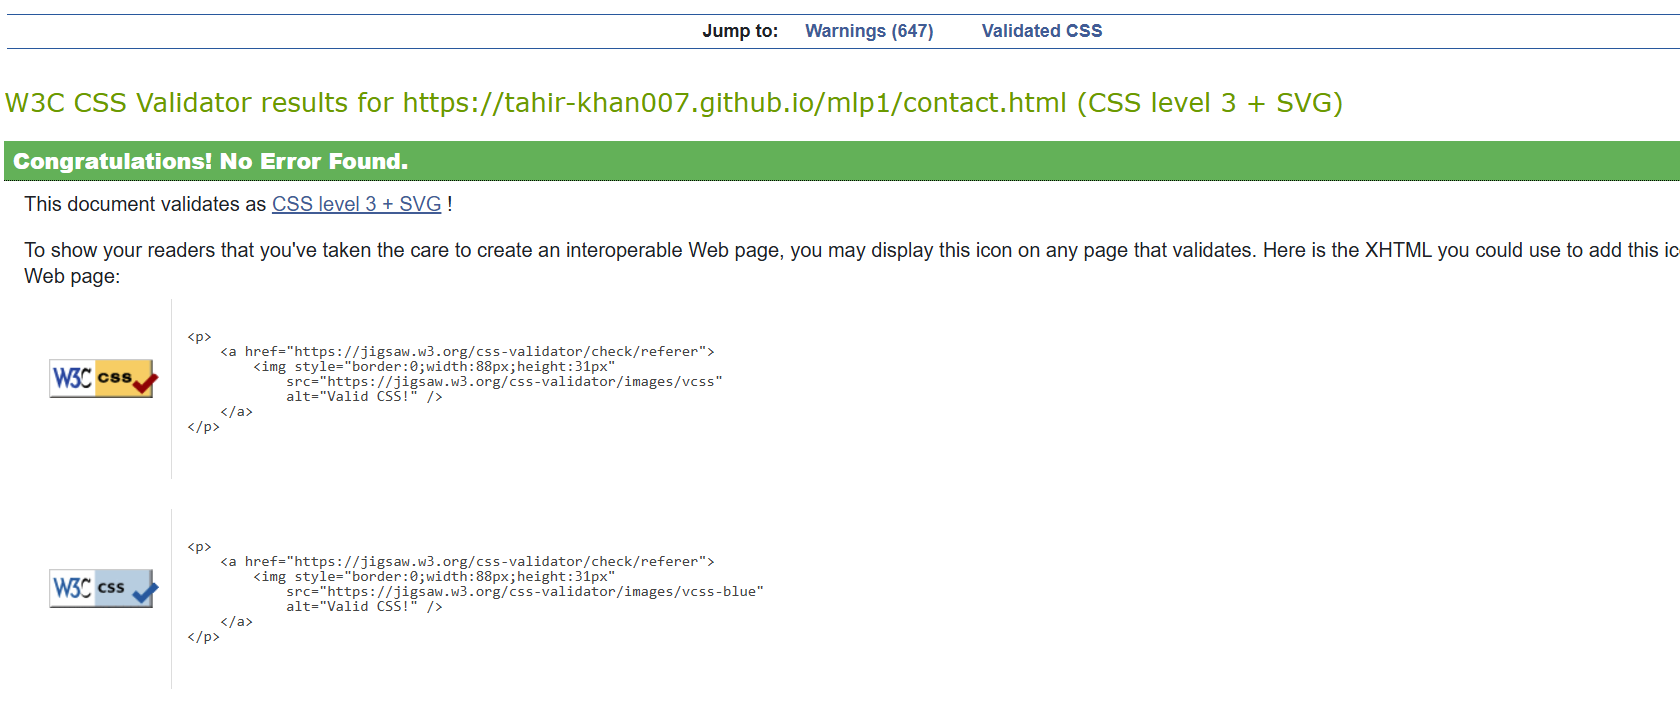 Jump to: Warnings (647) Validated CSS
W3C CSS Validator results for https://tahir-khan007.github.io/mlp1/contact.html (CSS level 3 + SVG)
Congratulations! No Error Found.
This document validates as CSS level 3 + SVG !
To show your readers that you've taken the care to create an interoperable Web page, you may display this icon on any page that validates. Here is the XHTML you could use to add this
Web page:
W3C css
<p>
<a href="https://jigsaw.w3.org/css-validator/check/referer">
<img style="border:0;width:88px;height:31px"
src="https://jigsaw.w3.org/css-validator/images/vcss"
alt="Valid CSS!" />
</a>
</p>
W3C css
<p>
<a href="https://jigsaw.w3.org/css-validator/check/referer">
<img style="border:0;width:88px;height:31px"
src="https://jigsaw.w3.org/css-validator/images/vcss-blue"
alt="Valid CSS!" />
</a>
</p>